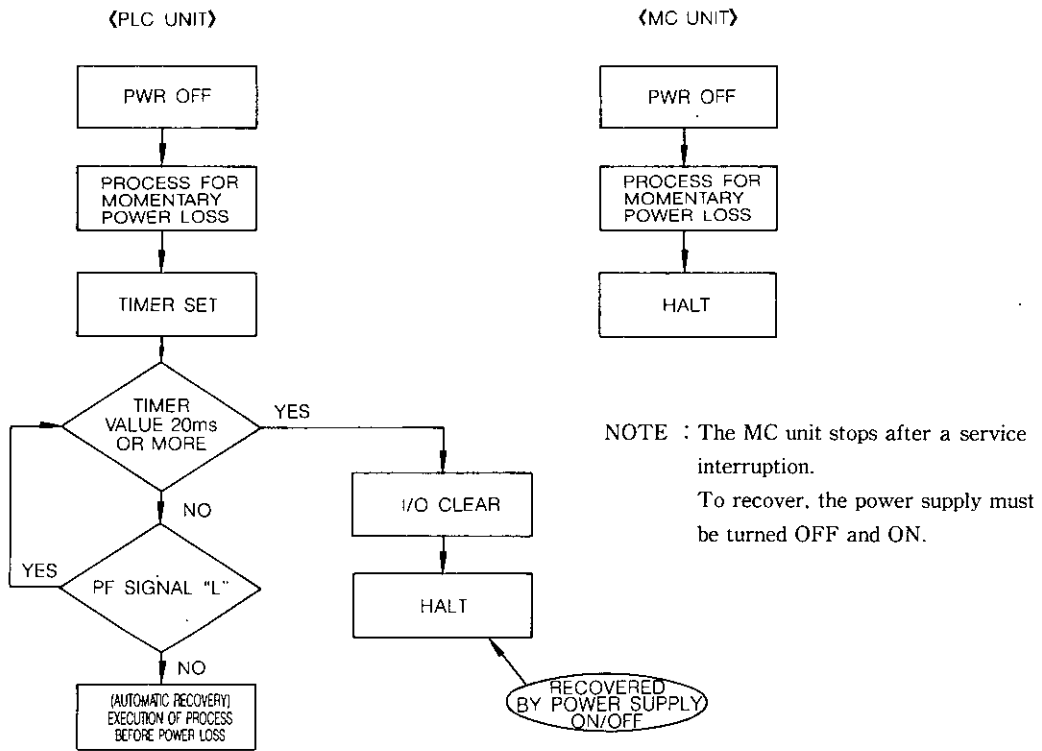 《PLC UNIT》
PWR OFF
PROCESS FOR
MOMENTARY
POWER LOSS
TIMER SET
TIMER
VALUE 20ms
OR MORE
YES
NO
YES
PF SIGNAL "L"
NO
(AUTOMATIC RECOVERY)
EXECUTION OF PROCESS
BEFORE POWER LOSS
I/O CLEAR
HALT
RECOVERED
BY POWER SUPPLY
ON/OFF
《MC UNIT》
PWR OFF
PROCESS FOR
MOMENTARY
POWER LOSS
HALT
NOTE : The MC unit stops after a service
interruption.
To recover, the power supply must
be turned OFF and ON.